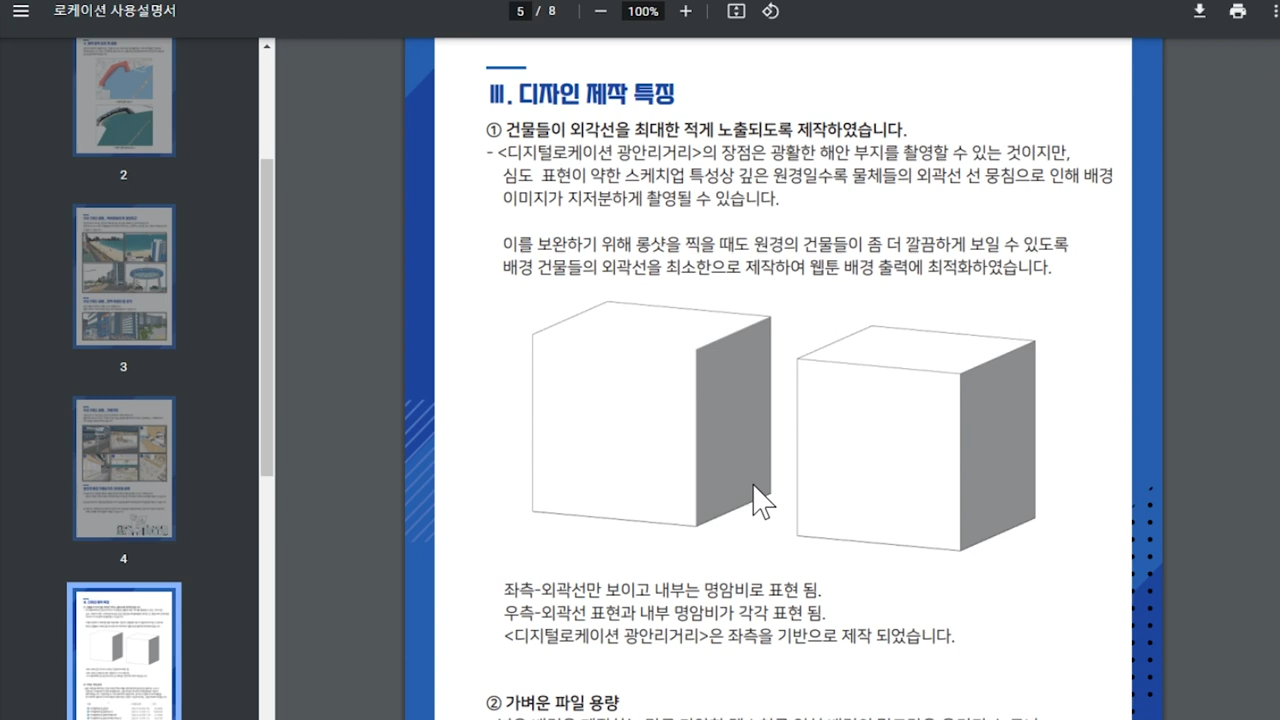 로케이션 사용설명서
5 / 8
100%
2
3
4
Ⅲ. 디자인 제작 특징
① 건물들이 외각선을 최대한 적게 노출되도록 제작하였습니다.
- <디지털로케이션 광안리거리>의 장점은 광활한 해안 부지를 촬영할 수 있는 것이지만,
심도 표현이 약한 스케치업 특성상 깊은 원경일수록 물체들의 외곽선 선 뭉침으로 인해 배경
이미지가 지저분하게 촬영될 수 있습니다.
이를 보완하기 위해 롱샷을 찍을 때도 원경의 건물들이 좀 더 깔끔하게 보일 수 있도록
배경 건물들의 외곽선을 최소한으로 제작하여 웹툰 배경 출력에 최적화하였습니다.
좌측-외곽선만 보이고 내부는 명암비로 표현 됨.
우측-외곽선 표현과 내부 명암비가 각각 표현됨.
<디지털로케이션 광안리거리>은 좌측을 기반으로 제작 되었습니다.
② 가벼운 파일 용량